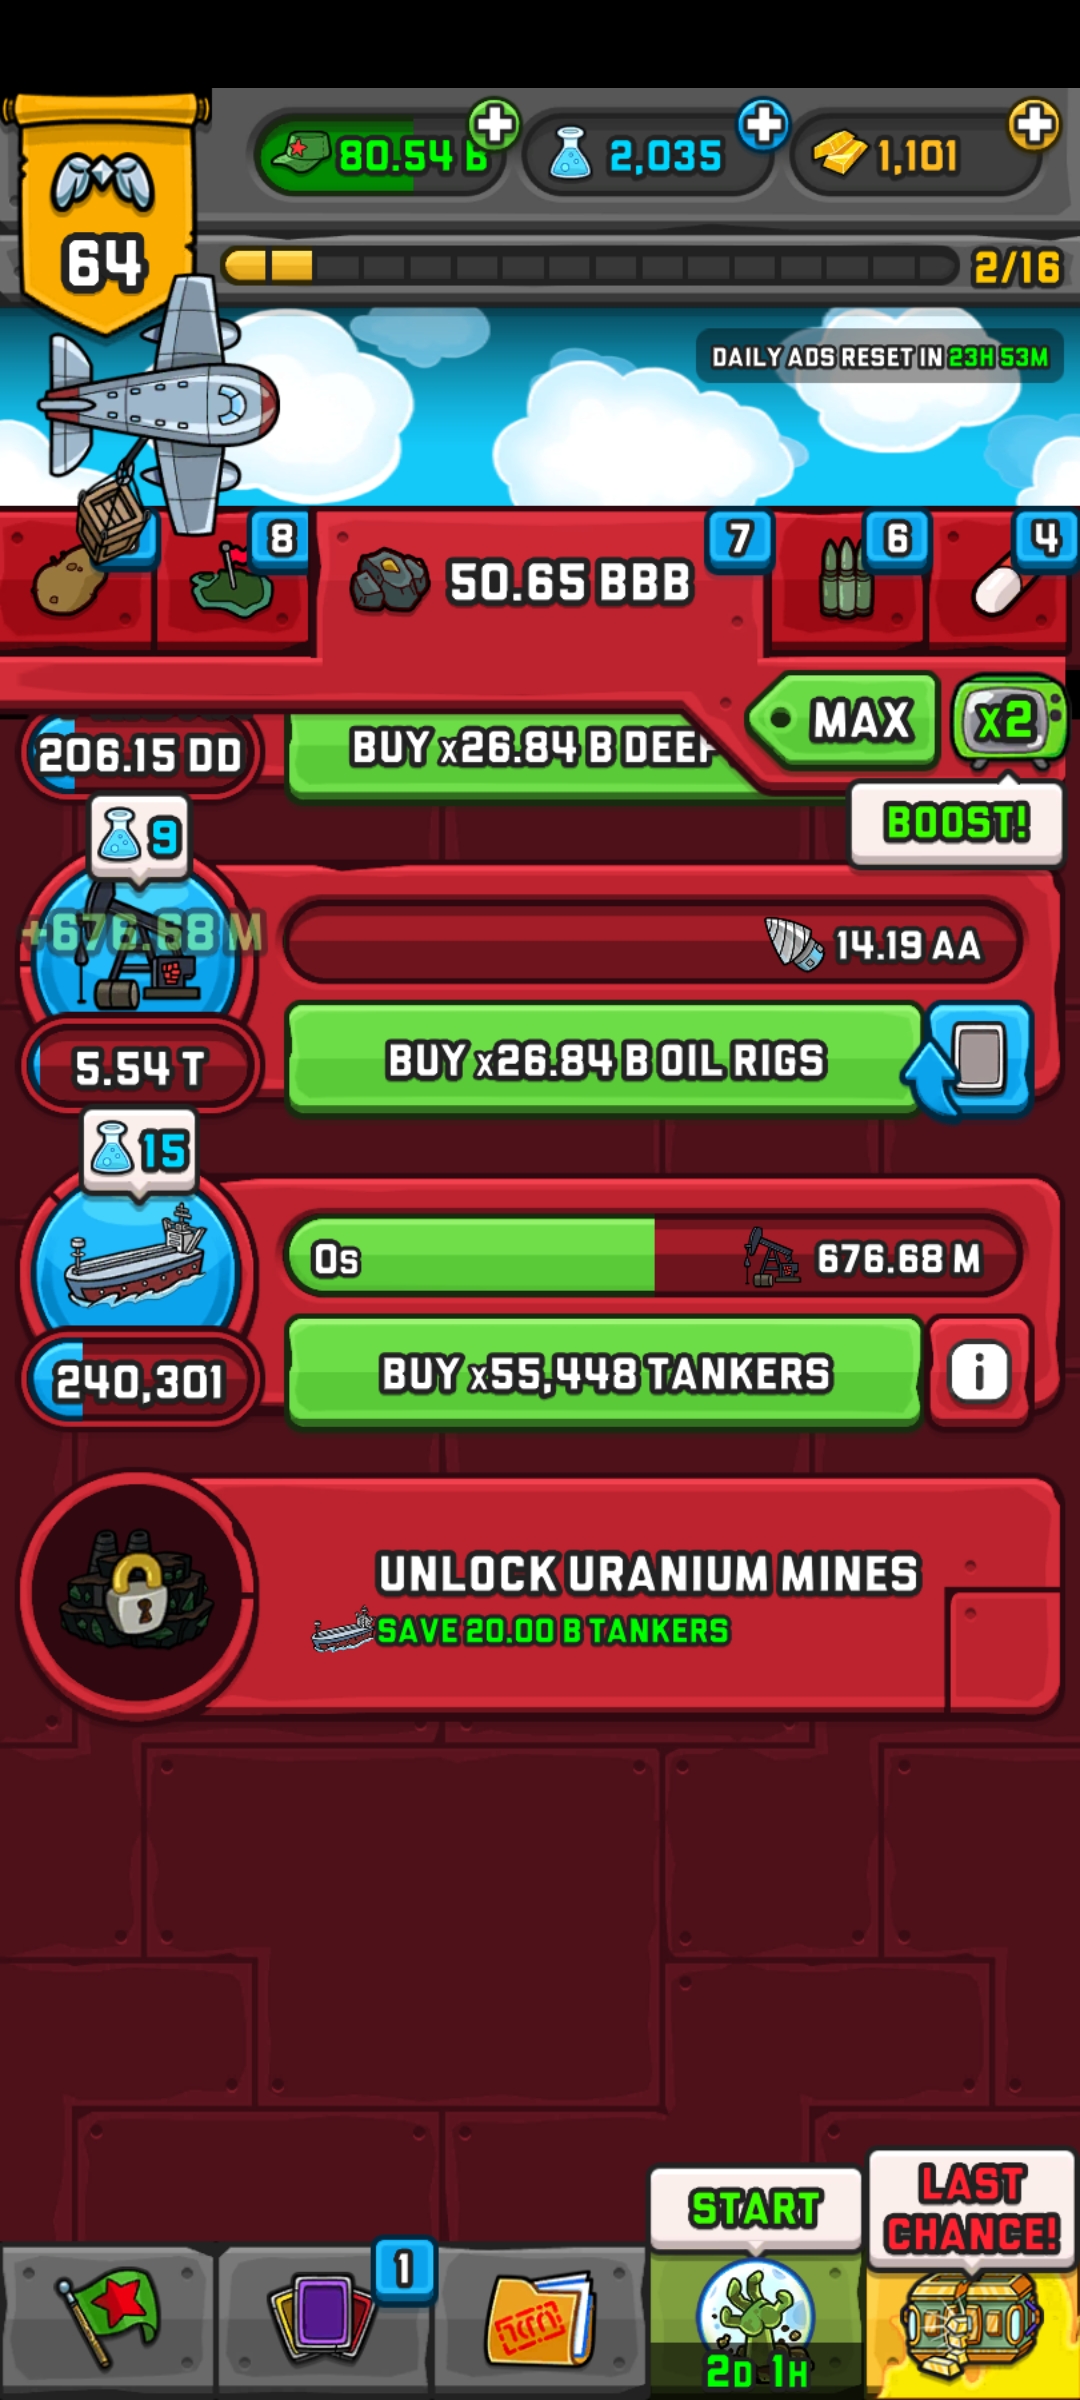 80.54 B
2,035
1,101
64
2/16
DAILY ADS RESET IN 23H 53M
8
50.65 BBB
7
6
4
MAX
x2
206.15 DD
BUY x26.84 B DEEP
BOOST!
9
+676.68 M
14.19 AA
5.54 T
BUY x26.84 B OIL RIGS
15
0s
676.68 M
240,301
BUY x55,448 TANKERS
i
UNLOCK URANIUM MINES
SAVE 20.00 B TANKERS
START
LAST
CHANCE!
1
2D 1H